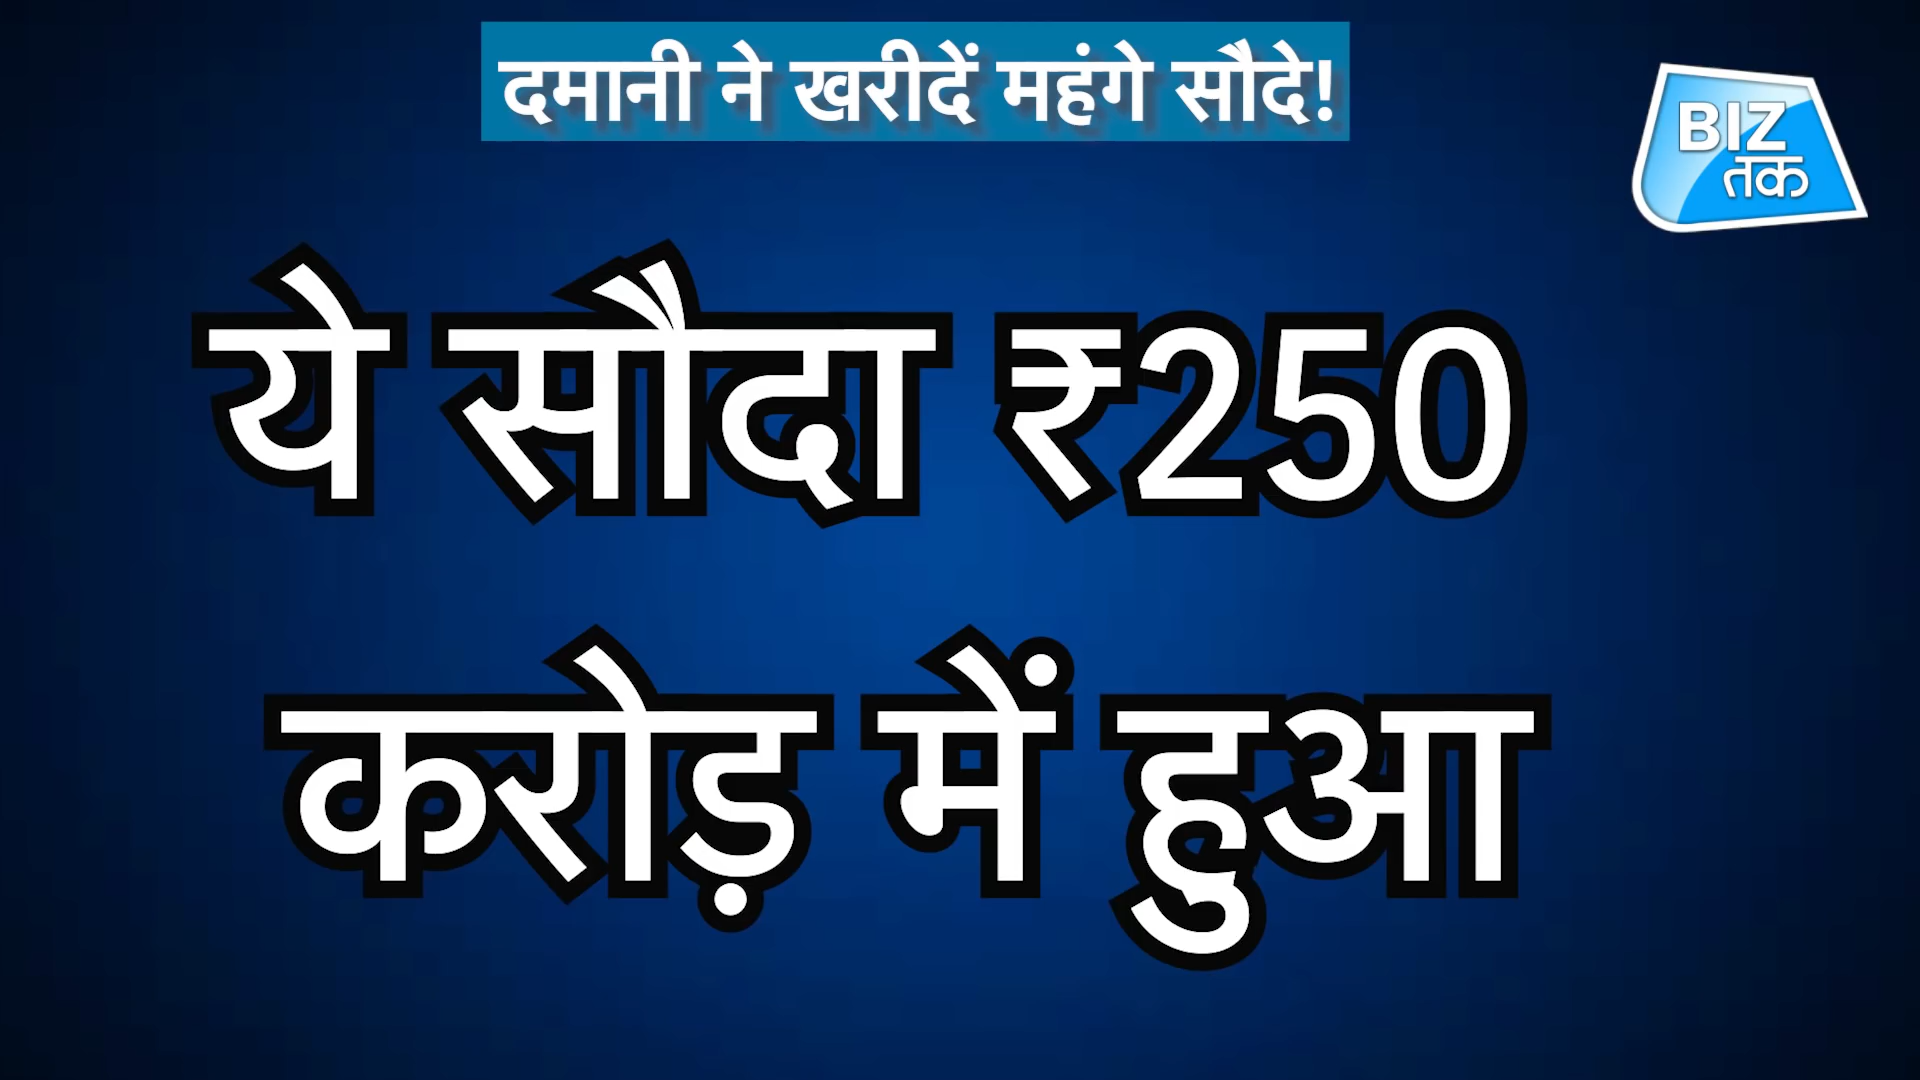 दमानी ने खरीदें महंगे सौदे!
BIZ
तक
ये सौदा ₹250
करोड़ में हुआ